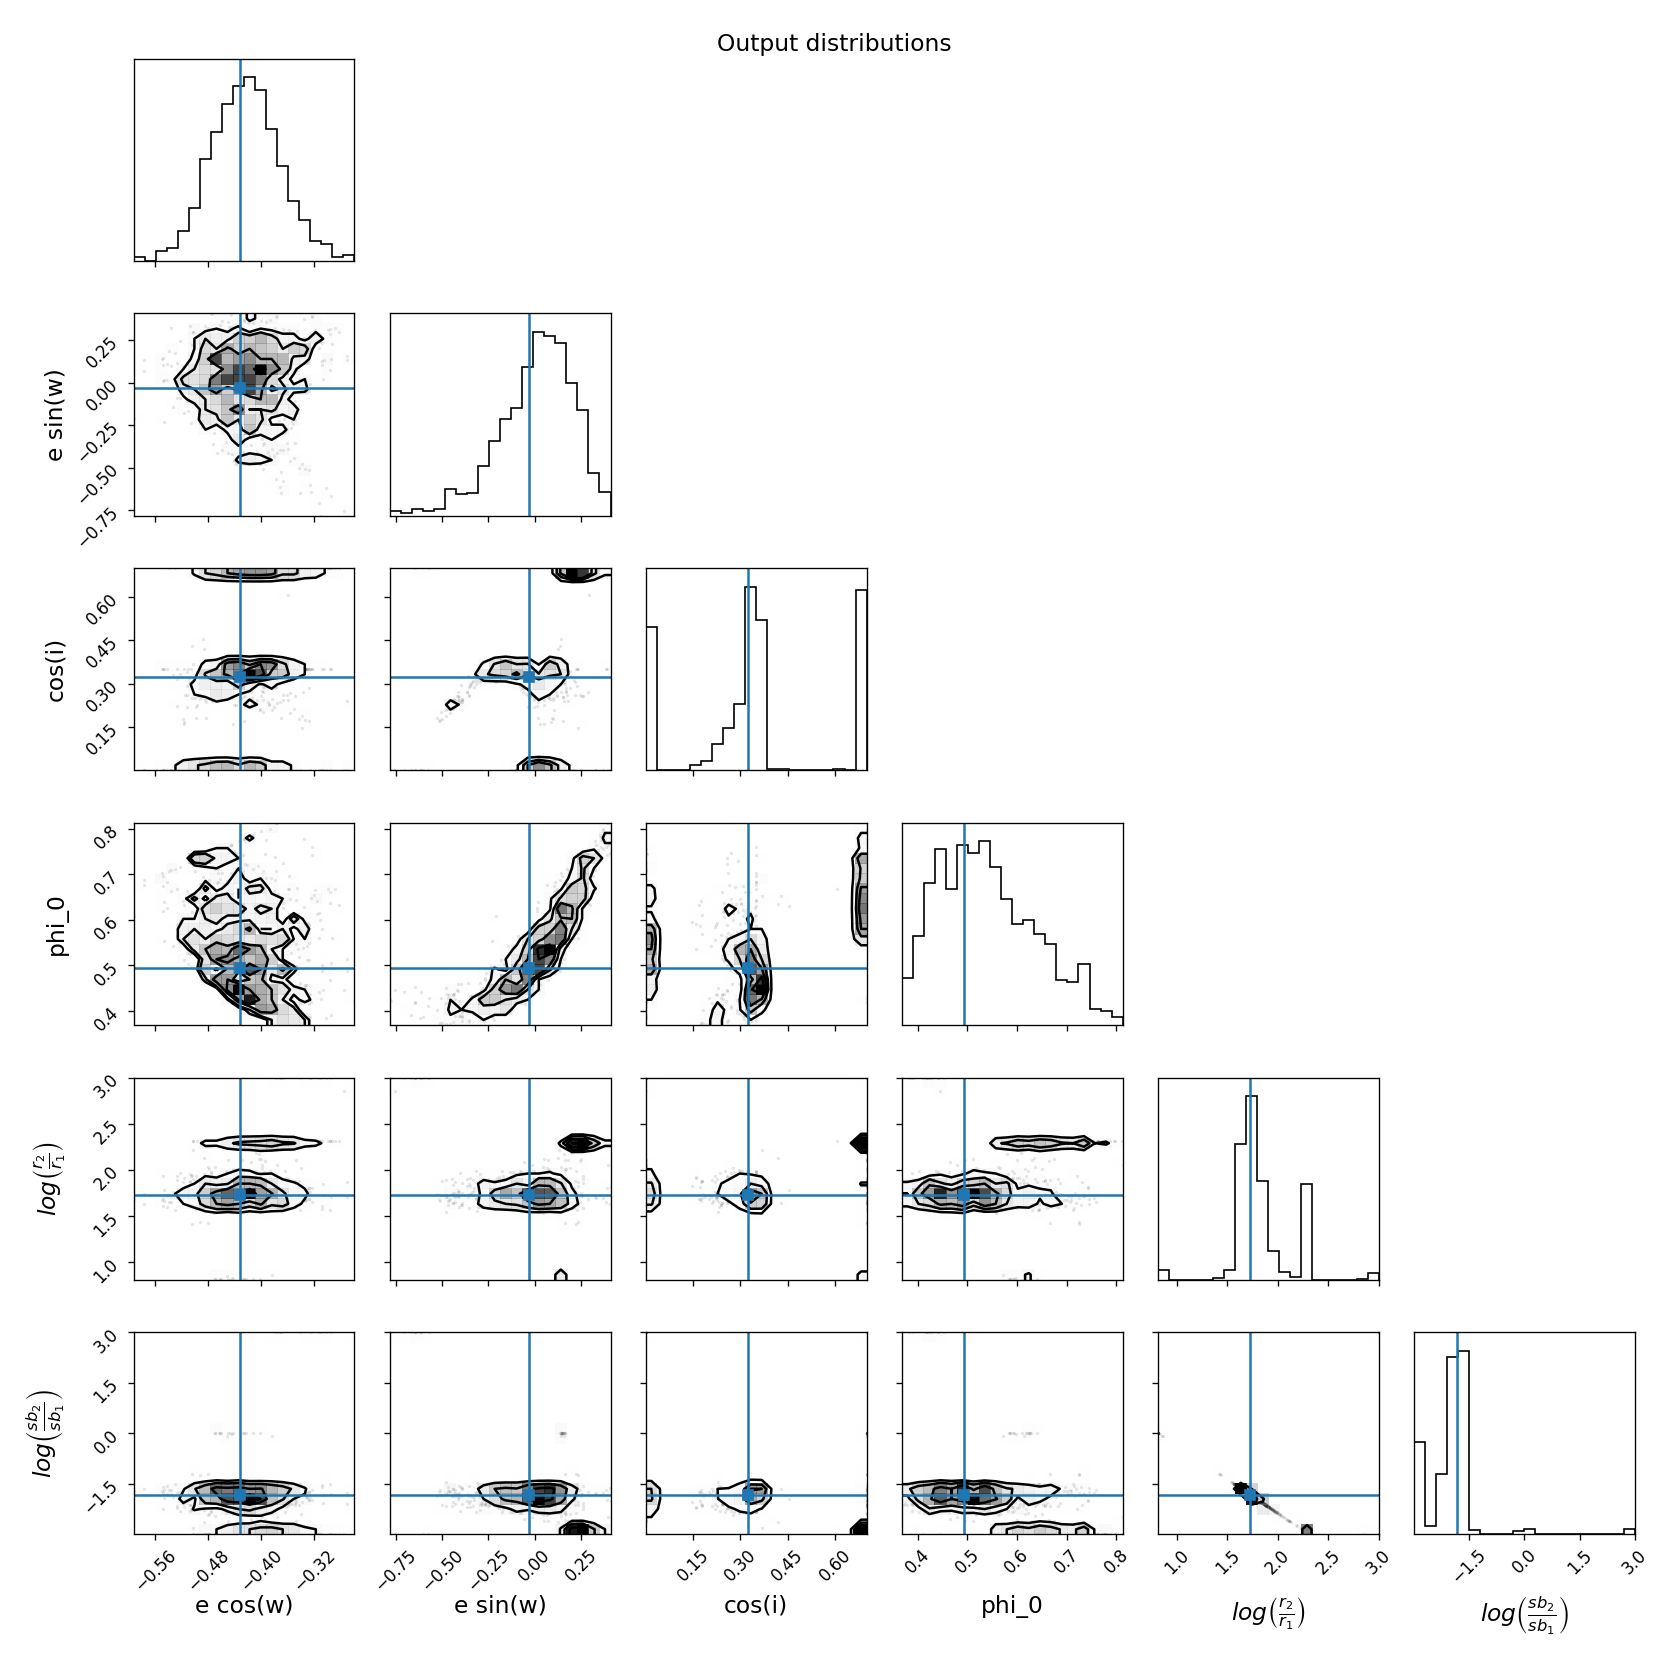 Output distributions
0.25
0.00
−0.25
−0.50
−0.75
e sin(w)
0.60
0.45
0.30
0.15
cos(i)
0.8
0.7
0.6
0.5
0.4
phi_0
3.0
2.5
2.0
1.5
1.0
log(r2/r1)
3.0
1.5
0.0
−1.5
log(sb2/sb1)
−0.56 −0.48 −0.40 −0.32 −0.75 −0.50 −0.25 0.00 0.25 0.15 0.30 0.45 0.60 0.4 0.5 0.6 0.7 0.8 1.0 1.5 2.0 2.5 3.0 −1.5 0.0 1.5 3.0
e cos(w) e sin(w) cos(i) phi_0 log(r2/r1) log(sb2/sb1)